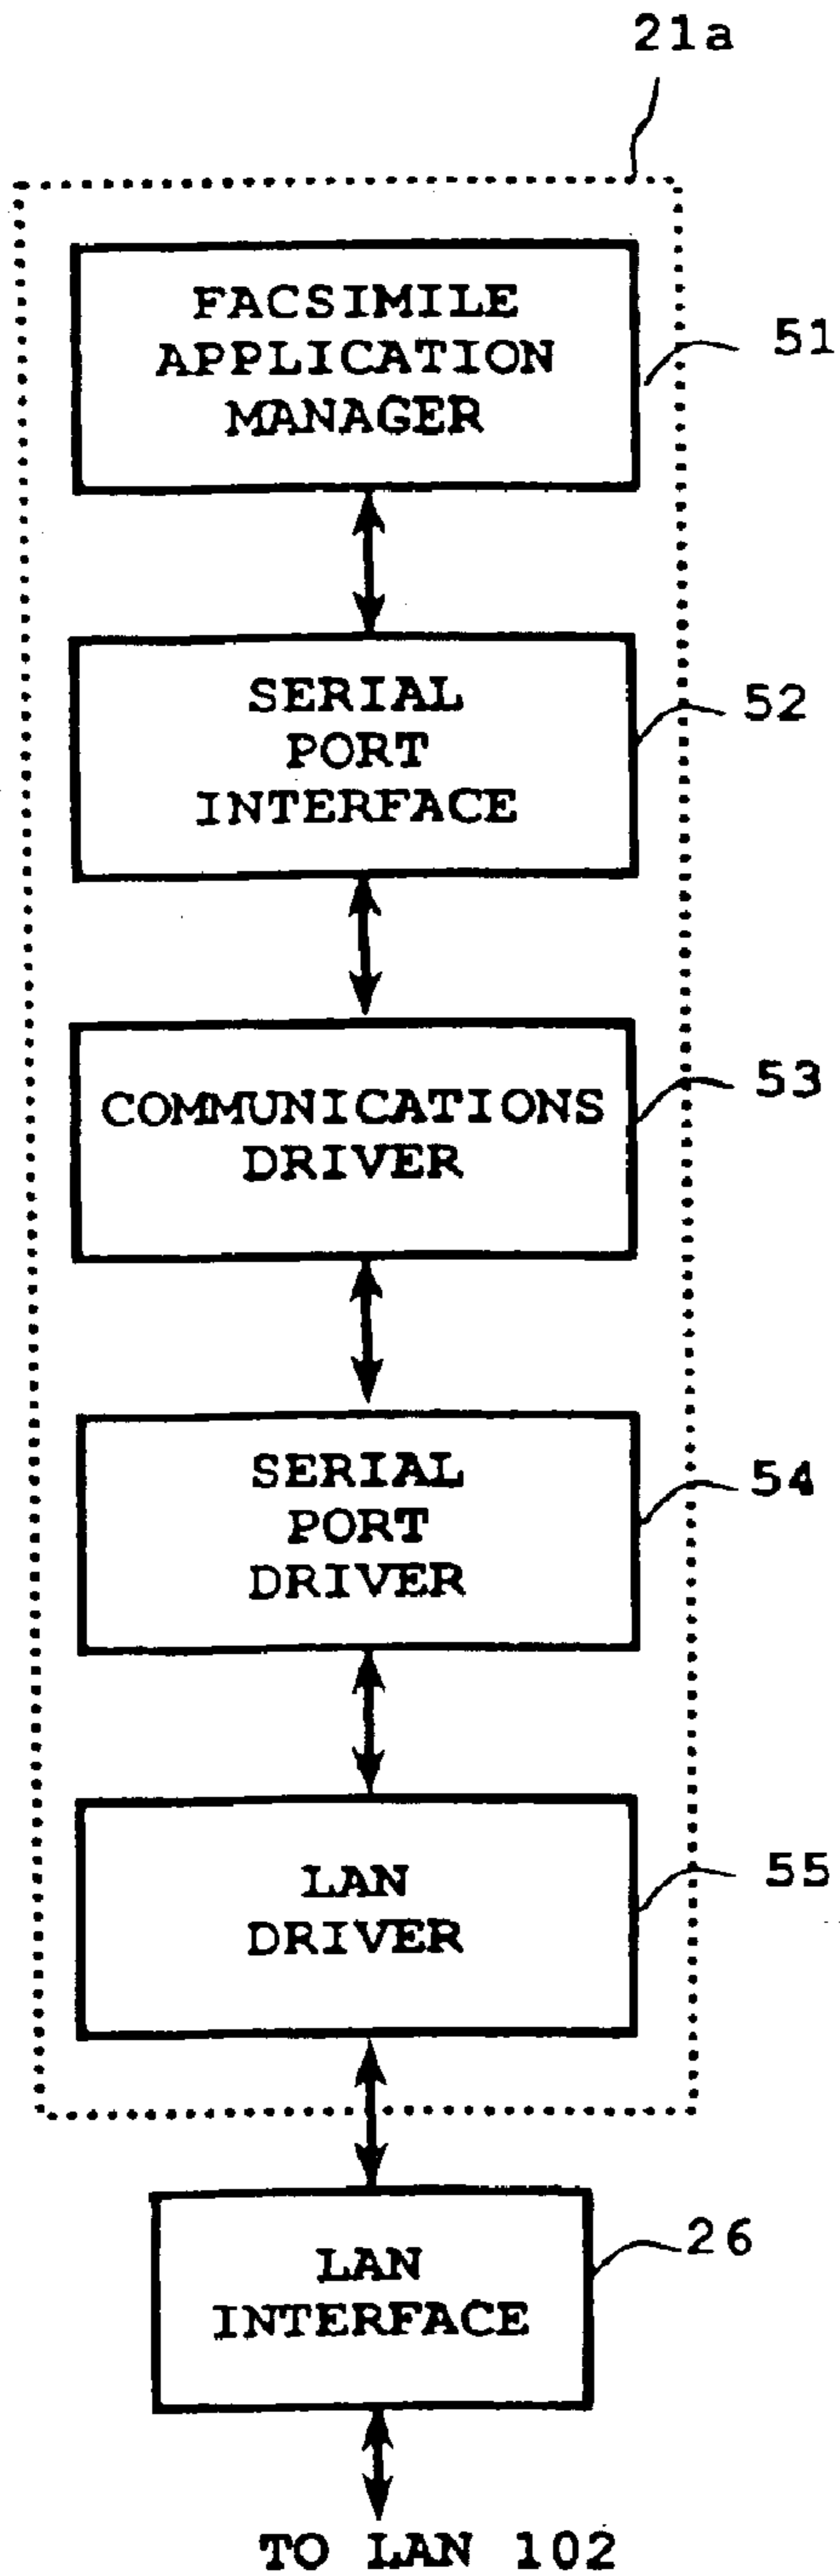 21a
FACSIMILE
APPLICATION
MANAGER
51
SERIAL
PORT
INTERFACE
52
COMMUNICATIONS
DRIVER
53
SERIAL
PORT
DRIVER
54
LAN
DRIVER
55
LAN
INTERFACE
26
TO LAN 102